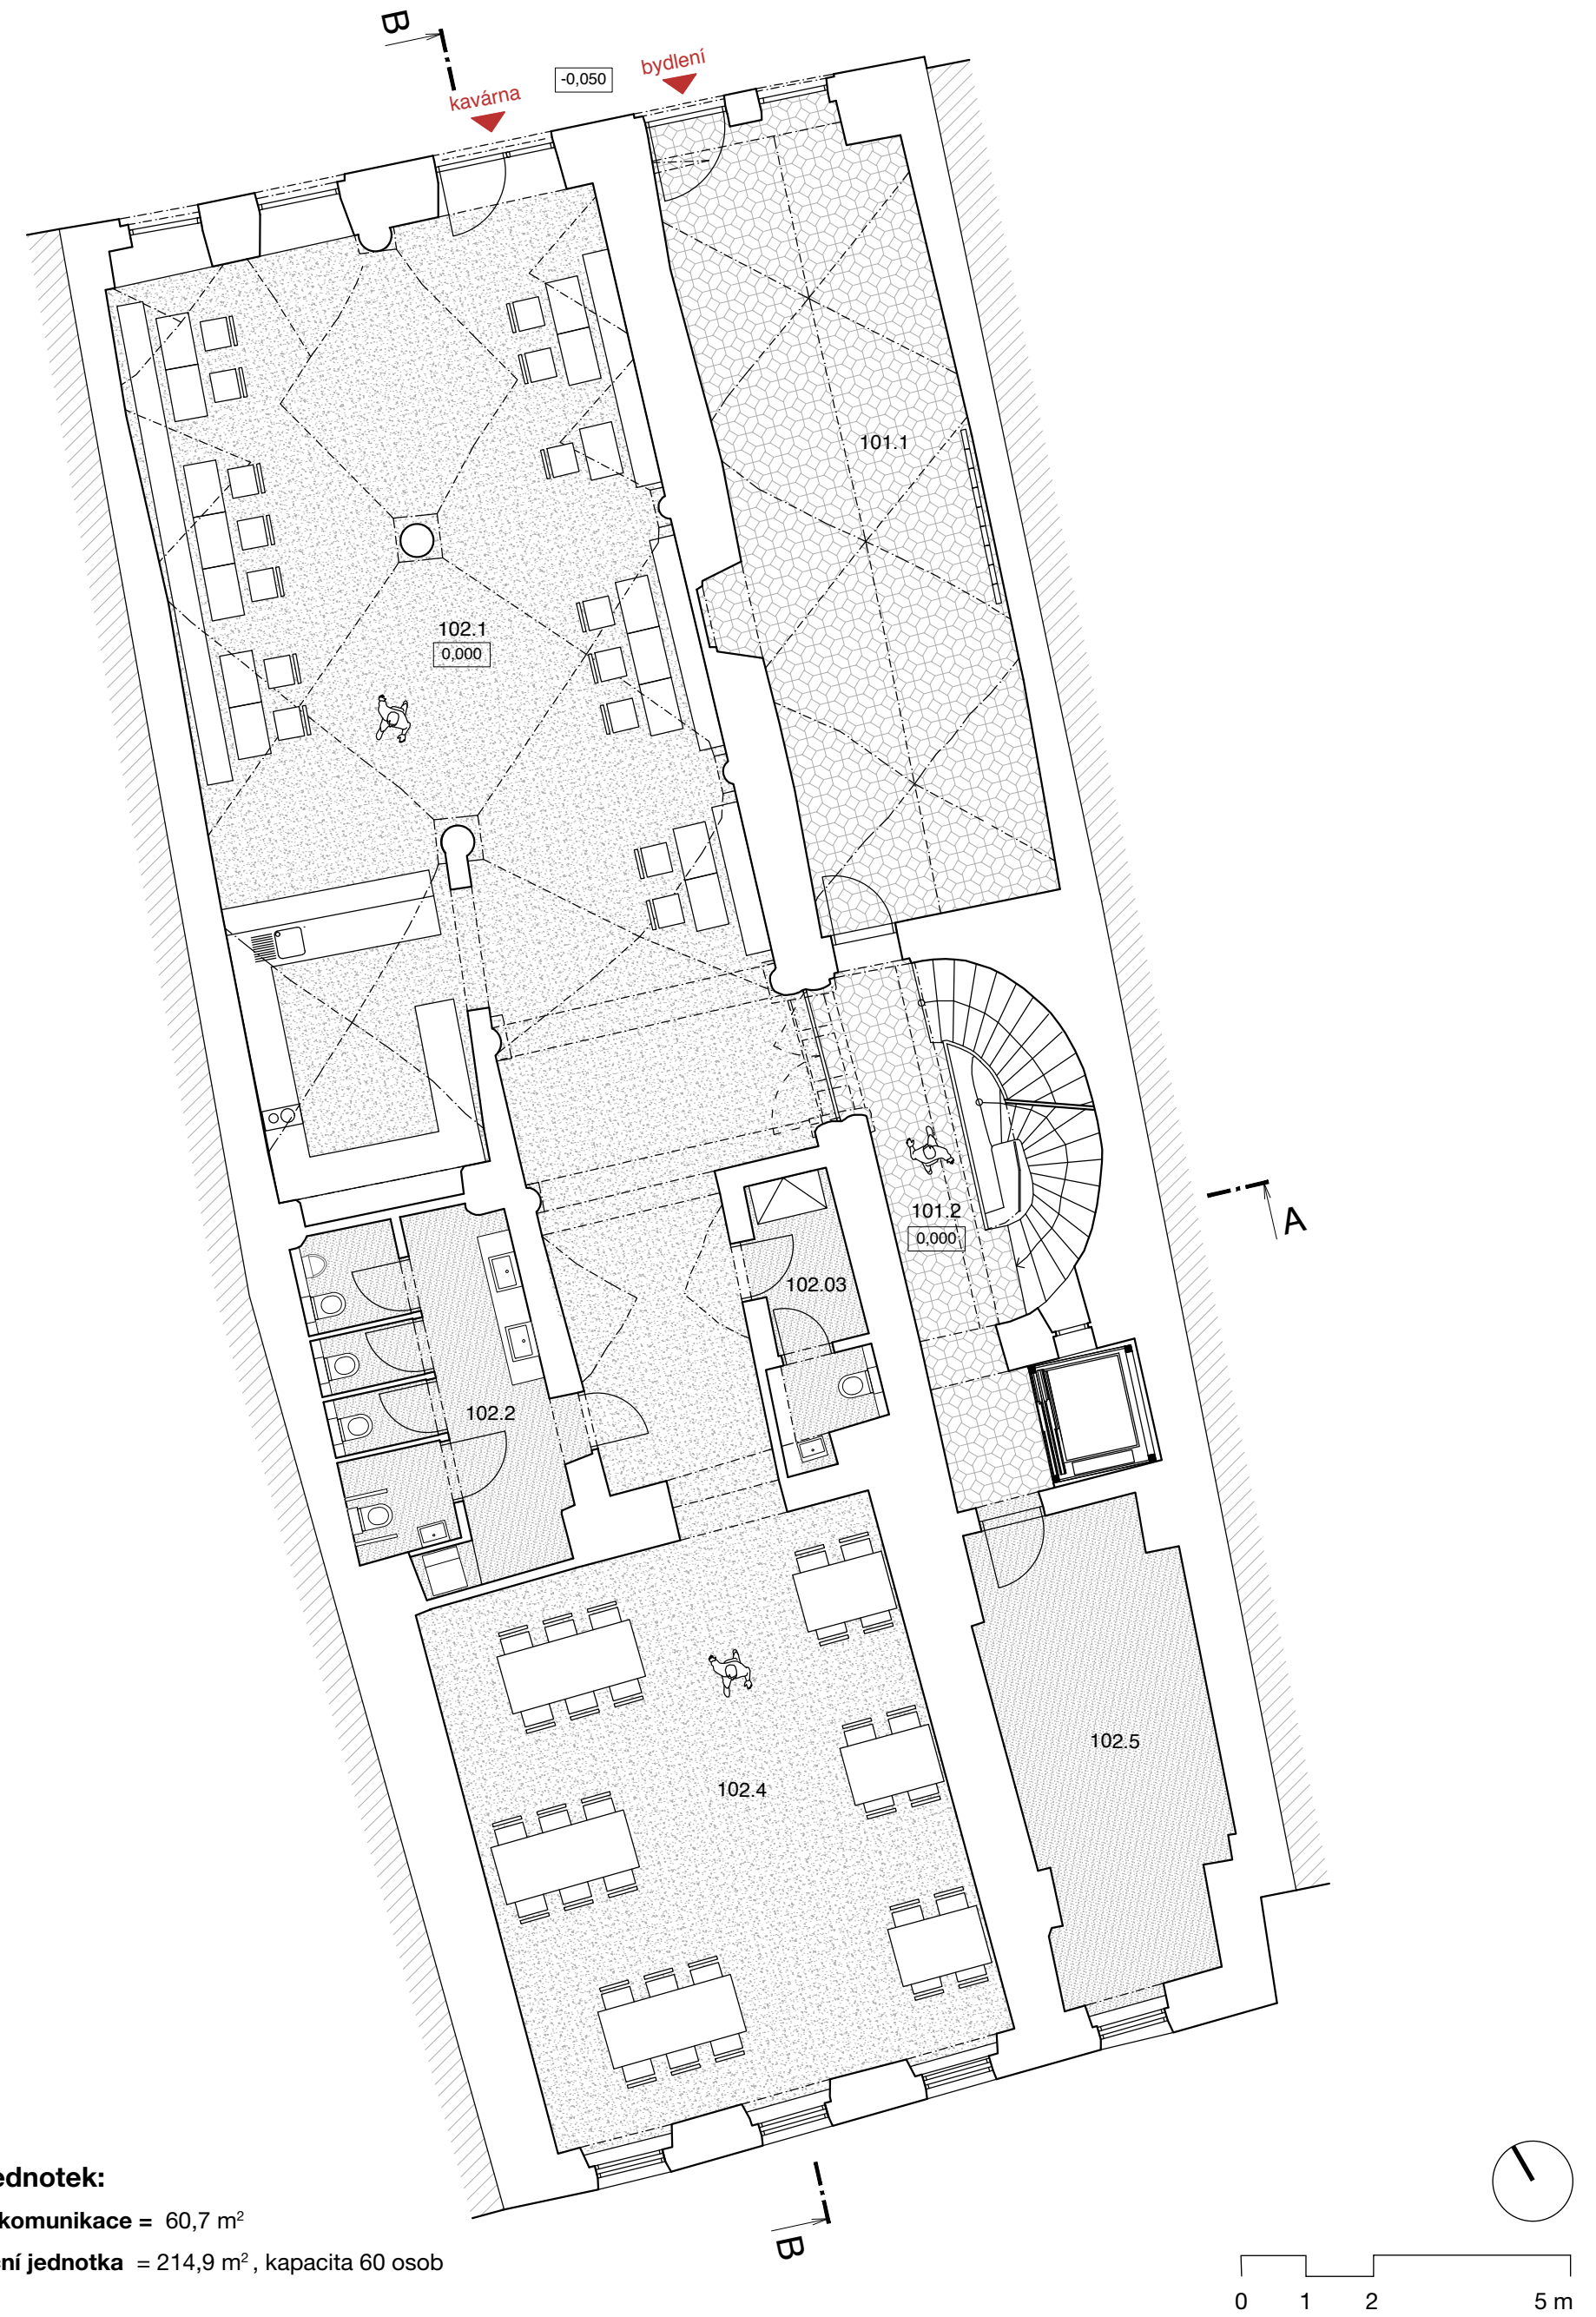 B
bydlení
-0,050
kavárna
101.1
102.1
0,000
A
101.2
0,000
102.03
102.2
102.5
102.4
ednotek:
komunikace = 60,7 m²
ní jednotka = 214,9 m² , kapacita 60 osob
B
0 1 2 5 m